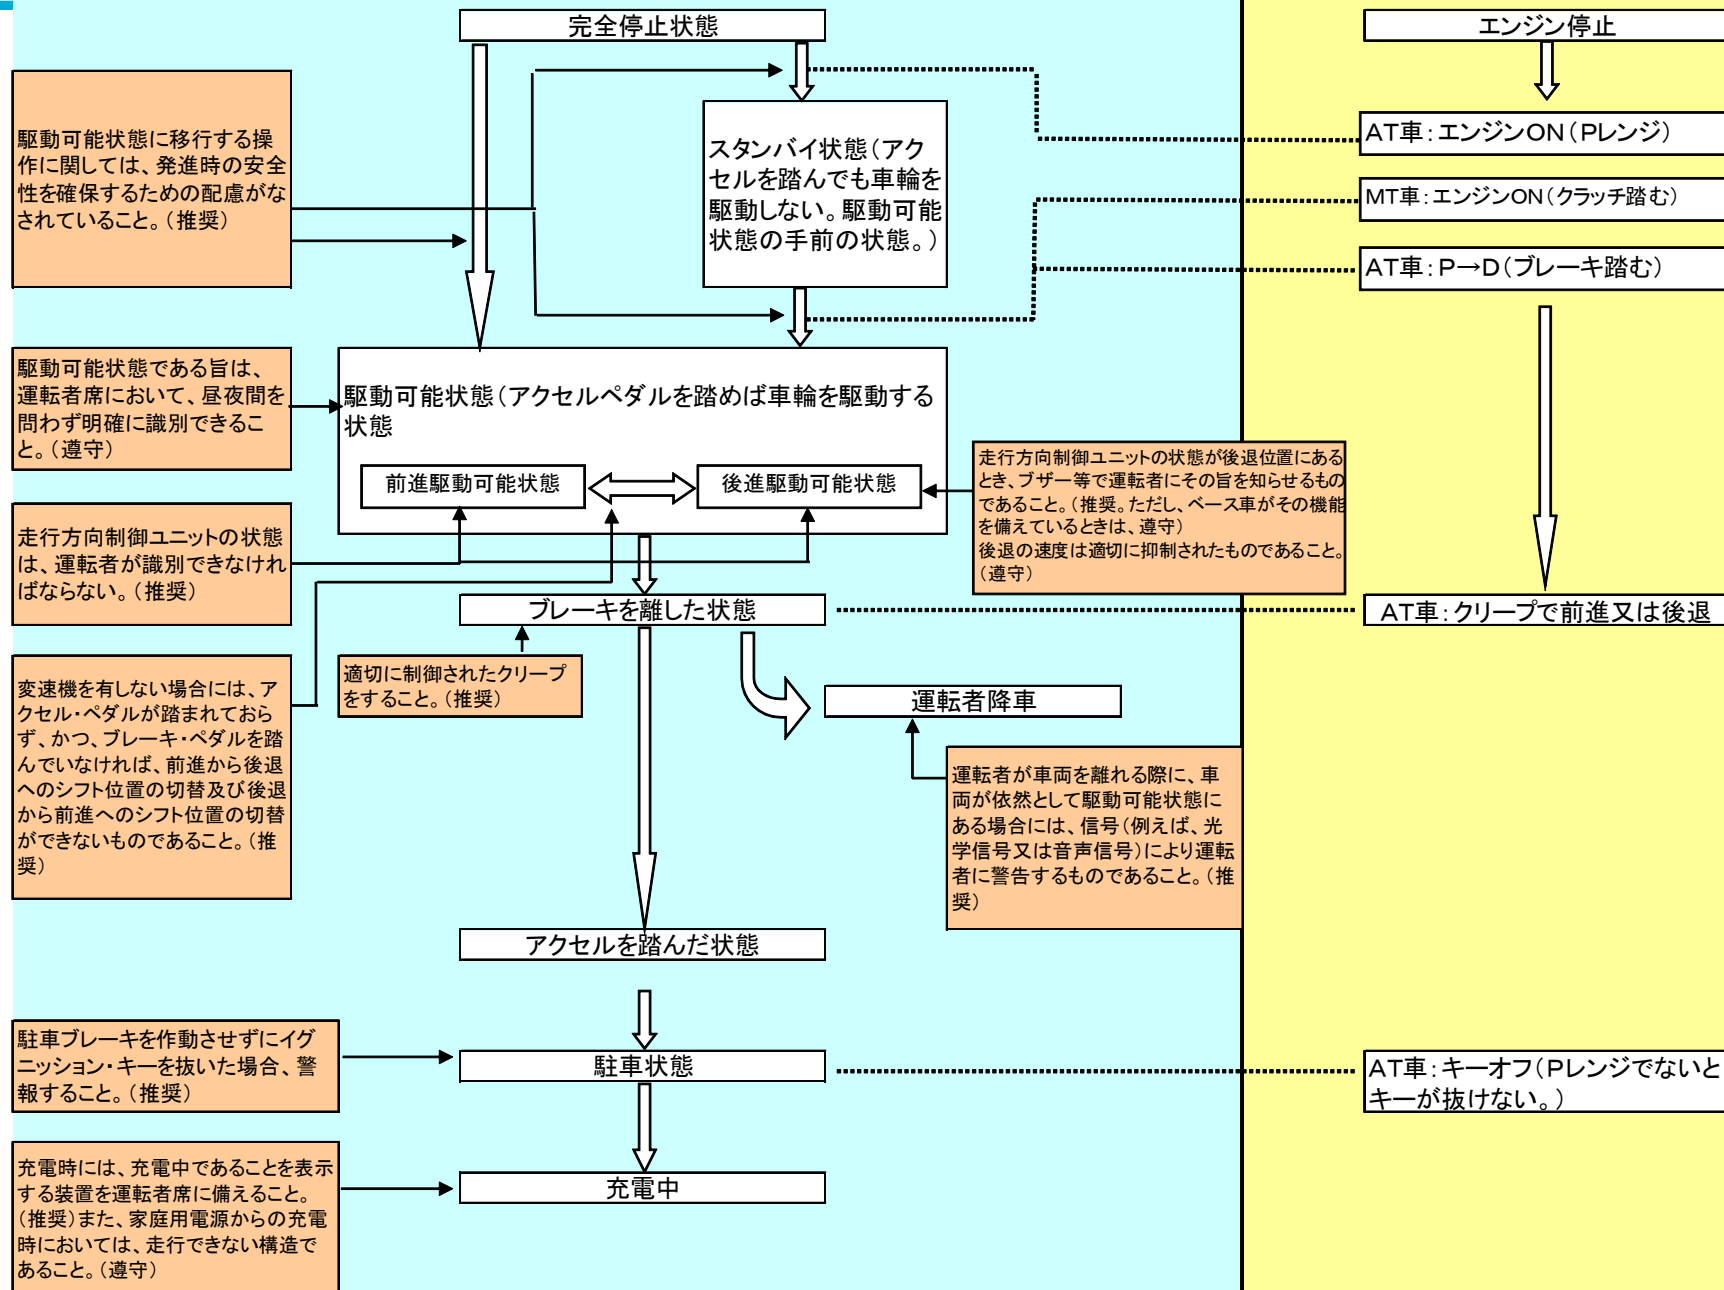 完全停止状態
エンジン停止
駆動可能状態に移行する操
作に関しては、発進時の安全
性を確保するための配慮がな
されていること。（推奨）
スタンバイ状態（アク
セルを踏んでも車輪を
駆動しない。駆動可能
状態の手前の状態。）
AT車：エンジンON（Pレンジ）
MT車：エンジンON（クラッチ踏む）
AT車：P→D（ブレーキ踏む）
駆動可能状態である旨は、
運転者席において、昼夜間を
問わず明確に識別できるこ
と。（遵守）
駆動可能状態（アクセルペダルを踏めば車輪を駆動する
状態
前進駆動可能状態
後進駆動可能状態
走行方向制御ユニットの状態が後退位置にある
とき、ブザー等で運転者にその旨を知らせるもの
であること。（推奨。ただし、ベース車がその機能
を備えているときは、遵守）
後退の速度は適切に抑制されたものであること。
（遵守）
走行方向制御ユニットの状態
は、運転者が識別できなけれ
ばならない。（推奨）
ブレーキを離した状態
AT車：クリープで前進又は後退
適切に制御されたクリープ
をすること。（推奨）
変速機を有しない場合には、ア
クセル・ペダルが踏まれておら
ず、かつ、ブレーキ・ペダルを踏
んでいなければ、前進から後退
へのシフト位置の切替及び後退
から前進へのシフト位置の切替
ができないものであること。（推
奨）
運転者降車
運転者が車両を離れる際に、車
両が依然として駆動可能状態に
ある場合には、信号（例えば、光
学信号又は音声信号）により運転
者に警告するものであること。（推
奨）
アクセルを踏んだ状態
駐車ブレーキを作動させずにイグ
ニッション・キーを抜いた場合、警
報すること。（推奨）
駐車状態
AT車：キーオフ（Pレンジでないと
キーが抜けない。）
充電時には、充電中であることを表示
する装置を運転者席に備えること。
（推奨）また、家庭用電源からの充電
時においては、走行できない構造で
あること。（遵守）
充電中